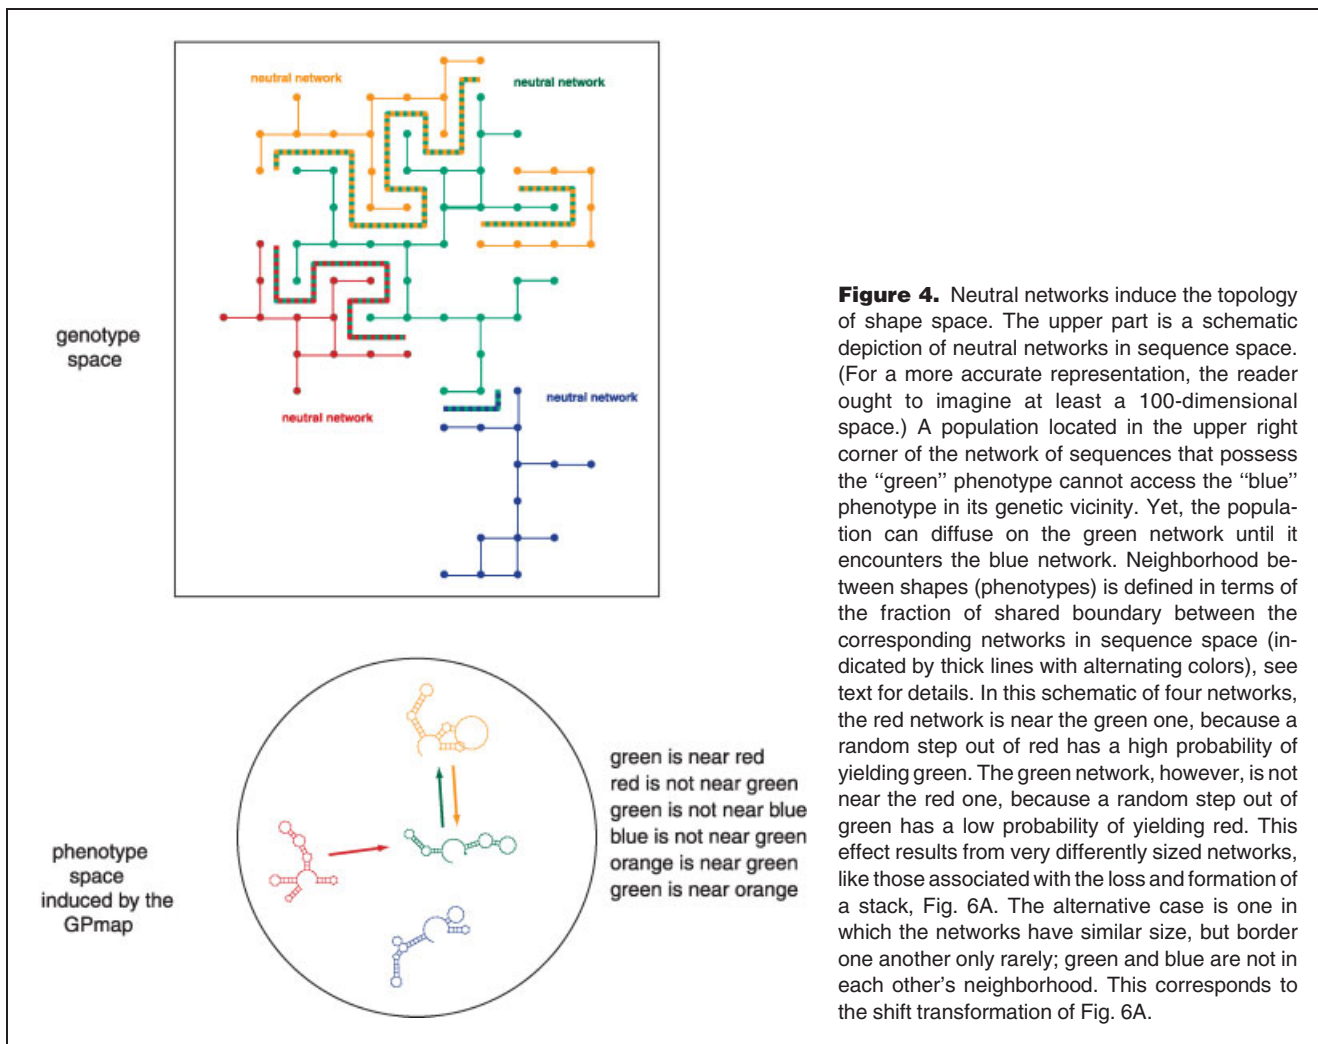 neutral network
neutral network
genotype
space
neutral network
neutral network
phenotype
space
induced by the
GPmap
green is near red
red is not near green
green is not near blue
blue is not near green
orange is near green
green is near orange
Figure 4. Neutral networks induce the topology
of shape space. The upper part is a schematic
depiction of neutral networks in sequence space.
(For a more accurate representation, the reader
ought to imagine at least a 100-dimensional
space.) A population located in the upper right
corner of the network of sequences that possess
the “green” phenotype cannot access the “blue”
phenotype in its genetic vicinity. Yet, the popula-
tion can diffuse on the green network until it
encounters the blue network. Neighborhood be-
tween shapes (phenotypes) is defined in terms of
the fraction of shared boundary between the
corresponding networks in sequence space (in-
dicated by thick lines with alternating colors), see
text for details. In this schematic of four networks,
the red network is near the green one, because a
random step out of red has a high probability of
yielding green. The green network, however, is not
near the red one, because a random step out of
green has a low probability of yielding red. This
effect results from very differently sized networks,
like those associated with the loss and formation of
a stack, Fig. 6A. The alternative case is one in
which the networks have similar size, but border
one another only rarely; green and blue are not in
each other’s neighborhood. This corresponds to
the shift transformation of Fig. 6A.